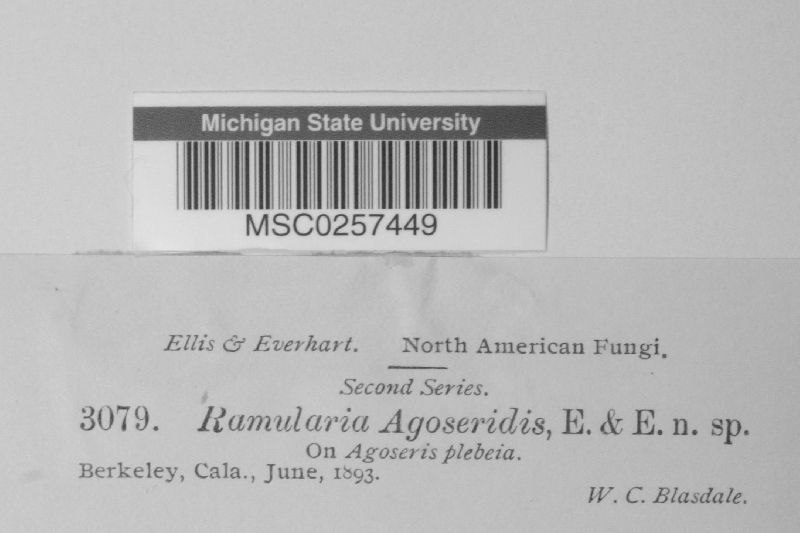 Michigan State University
MSC0257449
Ellis & Everhart. North American Fungi.
Second Series.
3079. Ramularia Agoseridis, E. & E. n. sp.
On Agoseris plebeia.
Berkeley, Cala., June, 1893.
W. C. Blasdale.